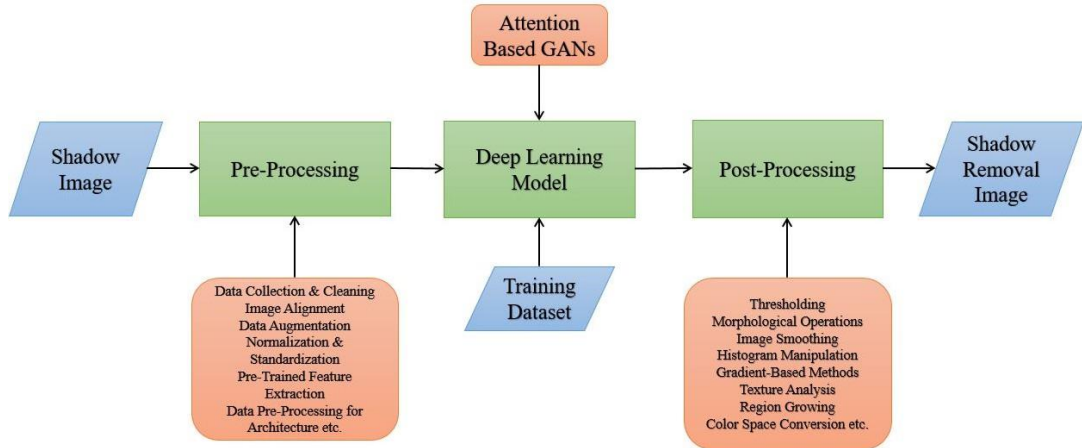 Attention
Based GANs
Shadow
Image
Pre-Processing
Deep Learning
Model
Post-Processing
Shadow
Removal
Image
Data Collection & Cleaning
Image Alignment
Data Augmentation
Normalization &
Standardization
Pre-Trained Feature
Extraction
Data Pre-Processing for
Architecture etc.
Training
Dataset
Thresholding
Morphological Operations
Image Smoothing
Histogram Manipulation
Gradient-Based Methods
Texture Analysis
Region Growing
Color Space Conversion etc.